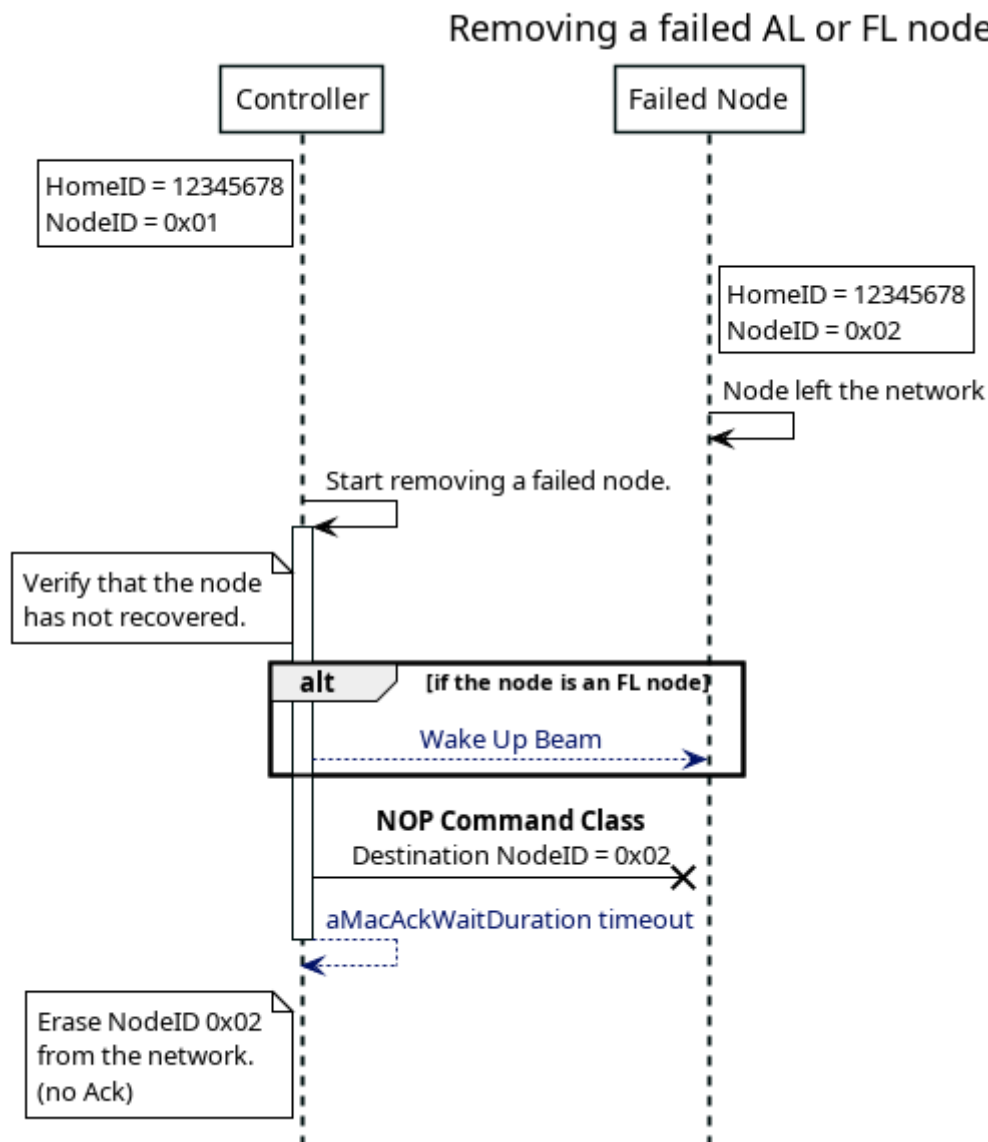 Removing a failed AL or FL node
Controller
Failed Node
HomeID = 12345678
NodeID = 0x01
HomeID = 12345678
NodeID = 0x02
Node left the network
Start removing a failed node.
Verify that the node
has not recovered.
alt
[if the node is an FL node]
Wake Up Beam
NOP Command Class
Destination NodeID = 0x02
aMacAckWaitDuration timeout
Erase NodeID 0x02
from the network.
(no Ack)